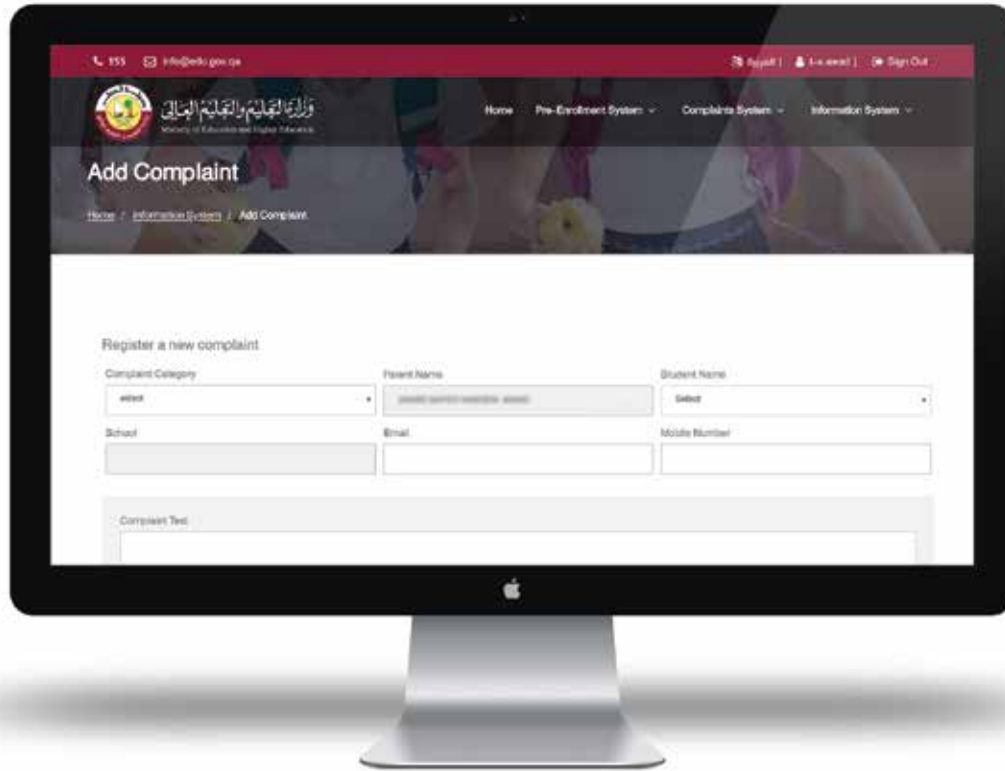 155 info@edu.gov.qa العربية | | Sign Out
وزارة التعليم والتعليم العالي
Ministry of Education and Higher Education
Home Pre-Enrollment System Complaints System Information System
Add Complaint
Home / Information System / Add Complaint
Register a new complaint
Complaint Category Parent Name Student Name
select Select
School Email Mobile Number
Complaint Text